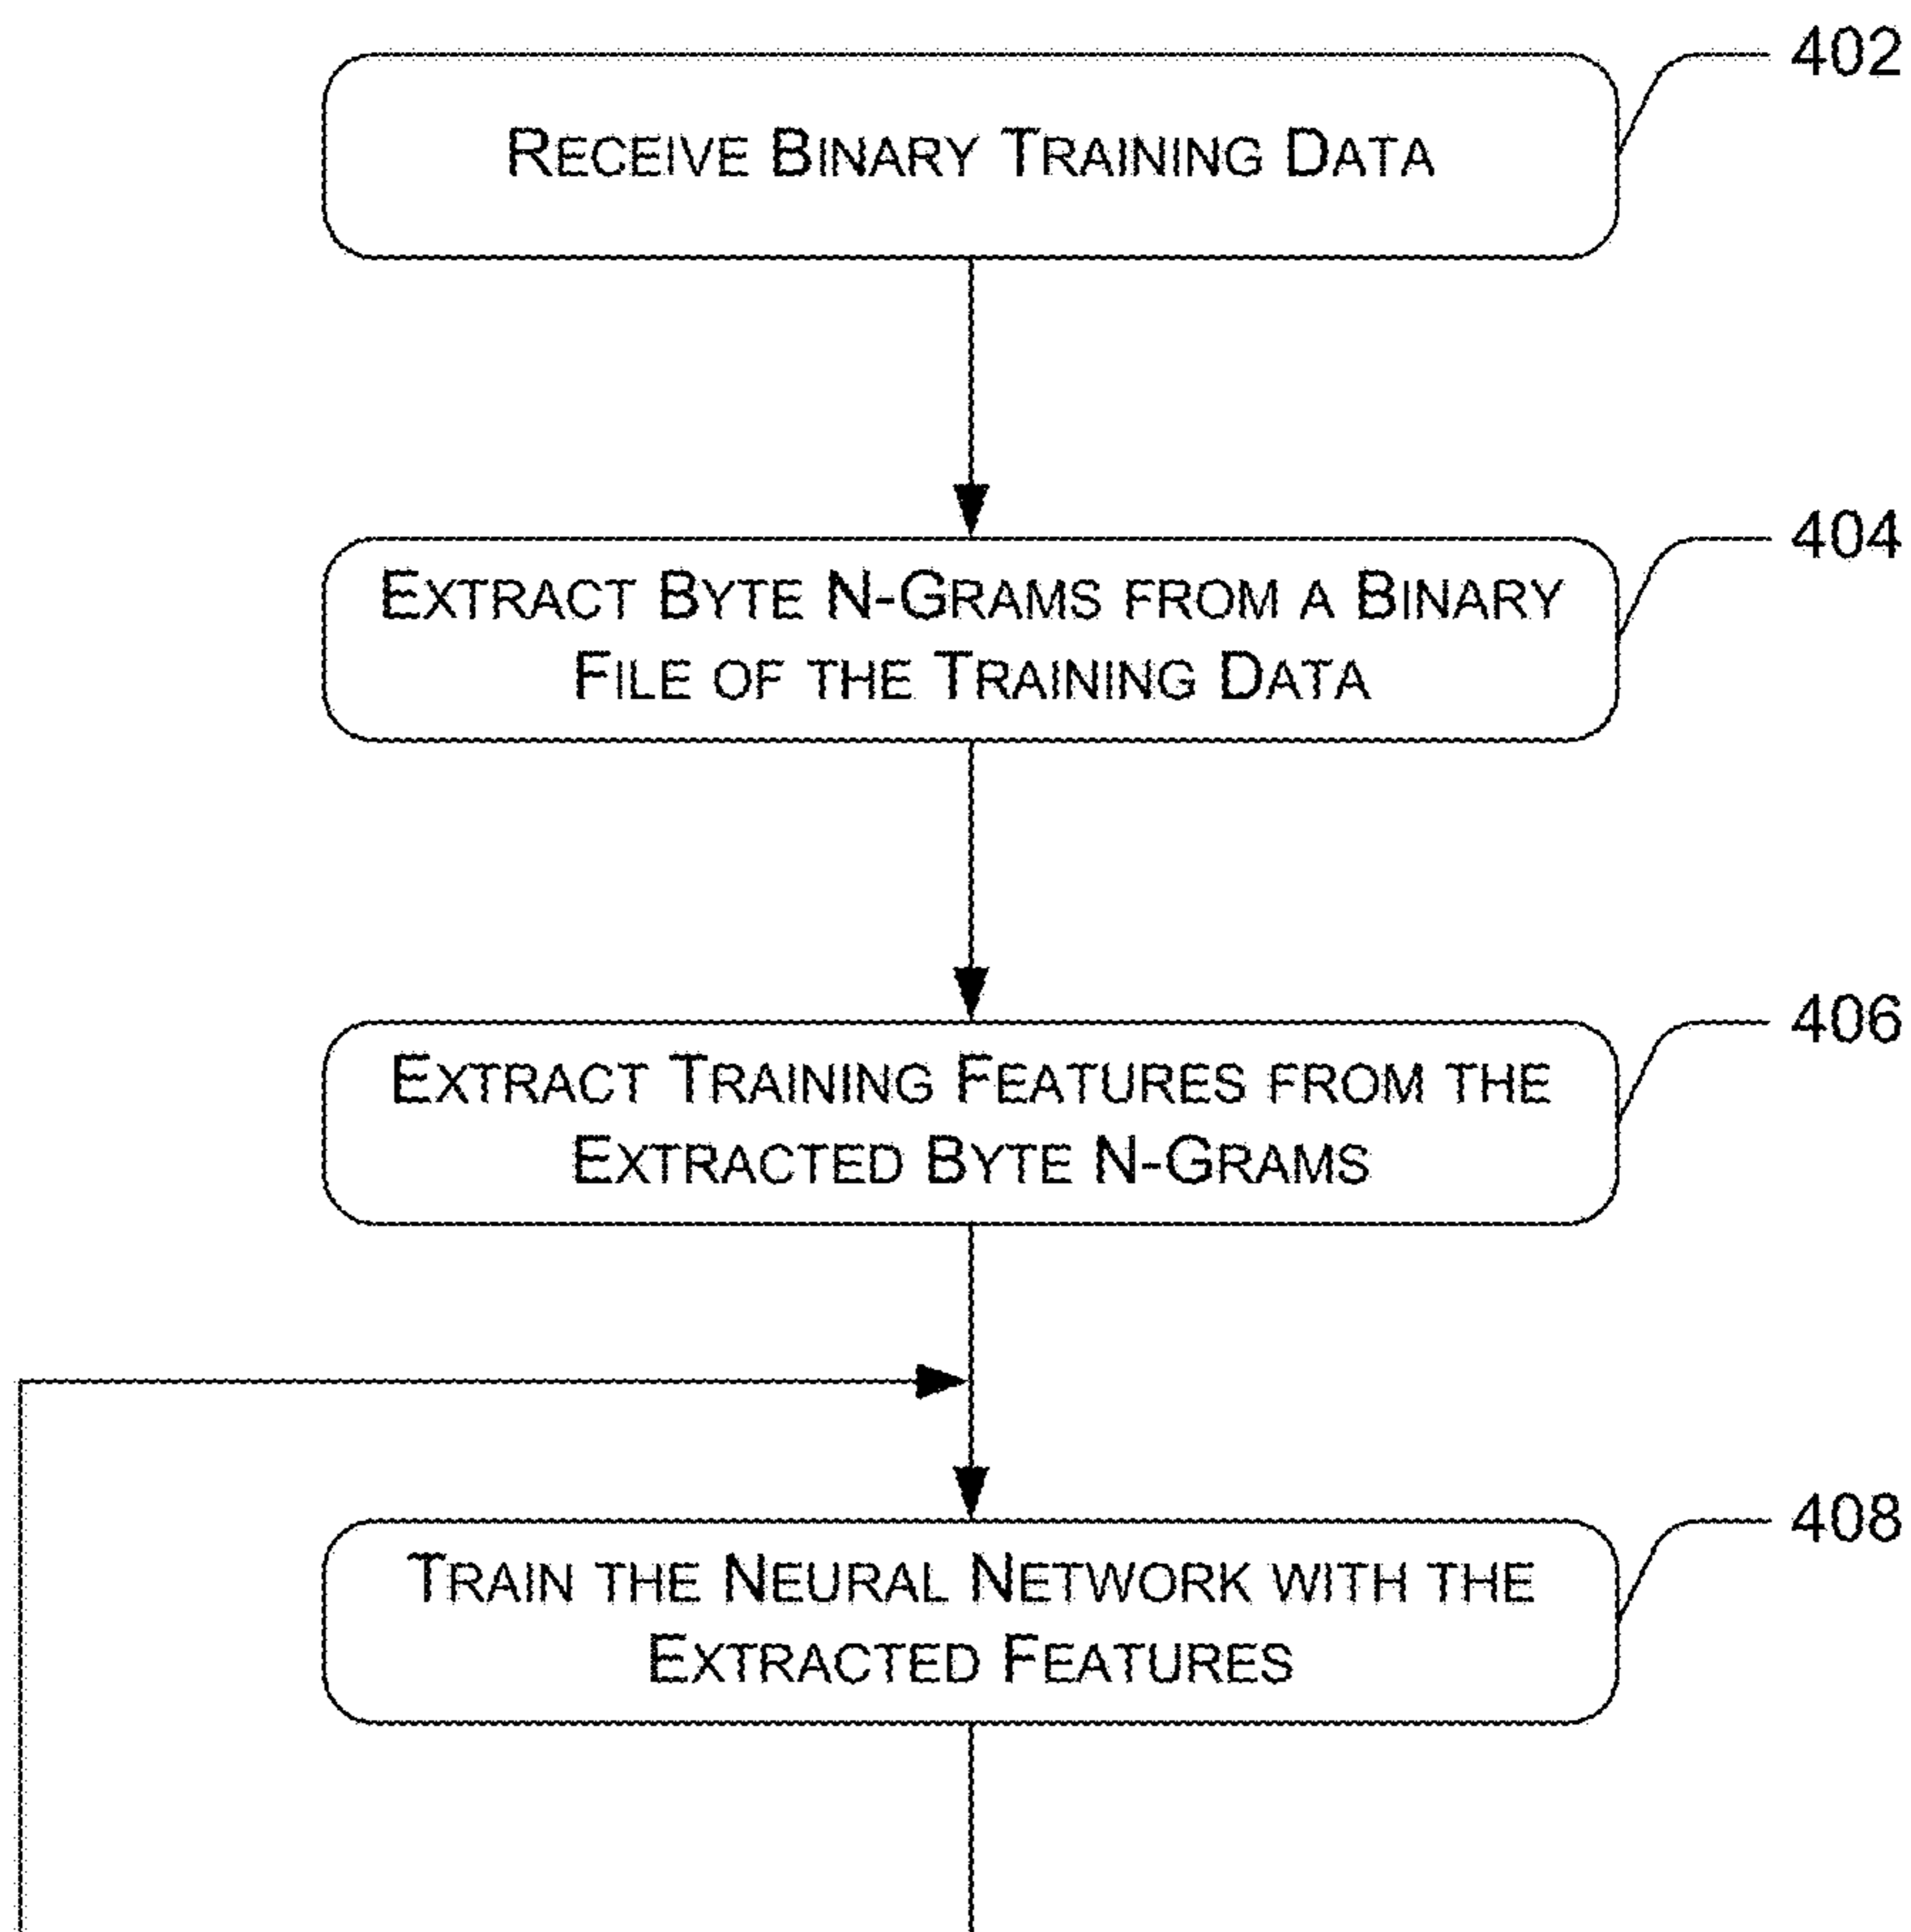 402
RECEIVE BINARY TRAINING DATA
404
EXTRACT BYTE N-GRAMS FROM A BINARY
FILE OF THE TRAINING DATA
406
EXTRACT TRAINING FEATURES FROM THE
EXTRACTED BYTE N-GRAMS
408
TRAIN THE NEURAL NETWORK WITH THE
EXTRACTED FEATURES